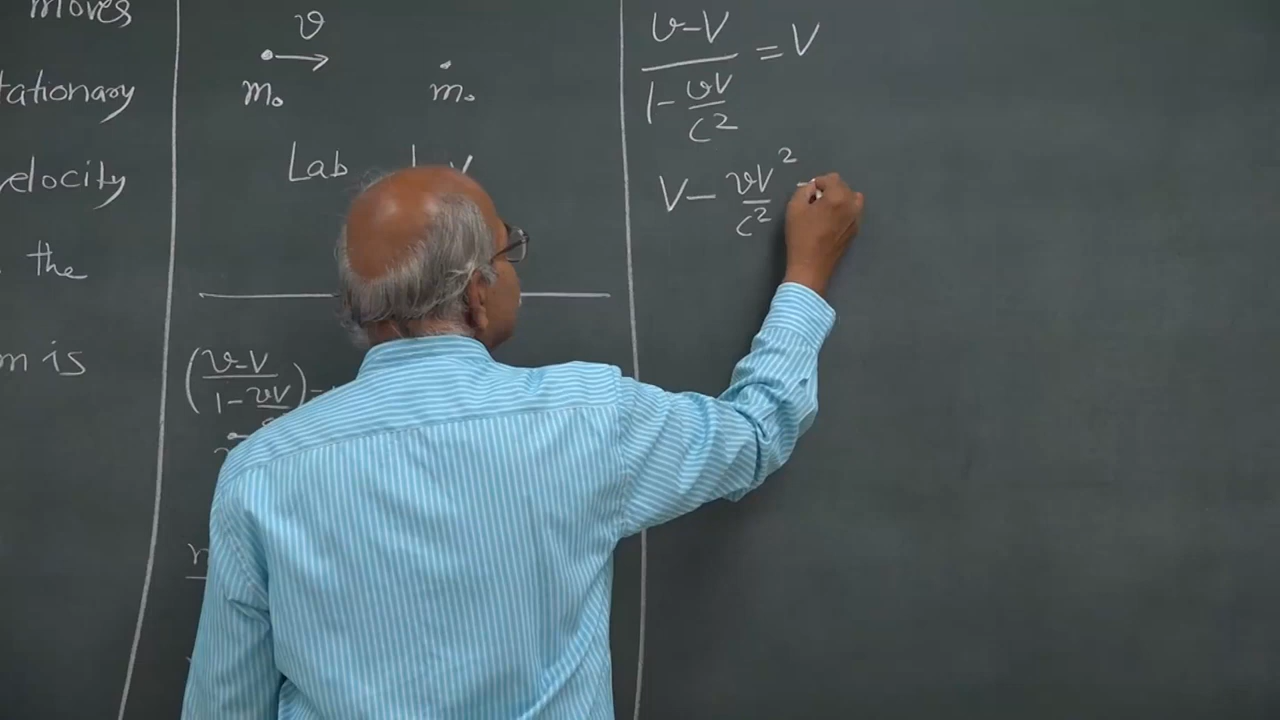 moves
tationary
elocity
the
m is
v
m₀ m₀
Lab
(v-V / 1 - vV/
(v-V) / (1 - vV/c²) = V
V - vV²/c²